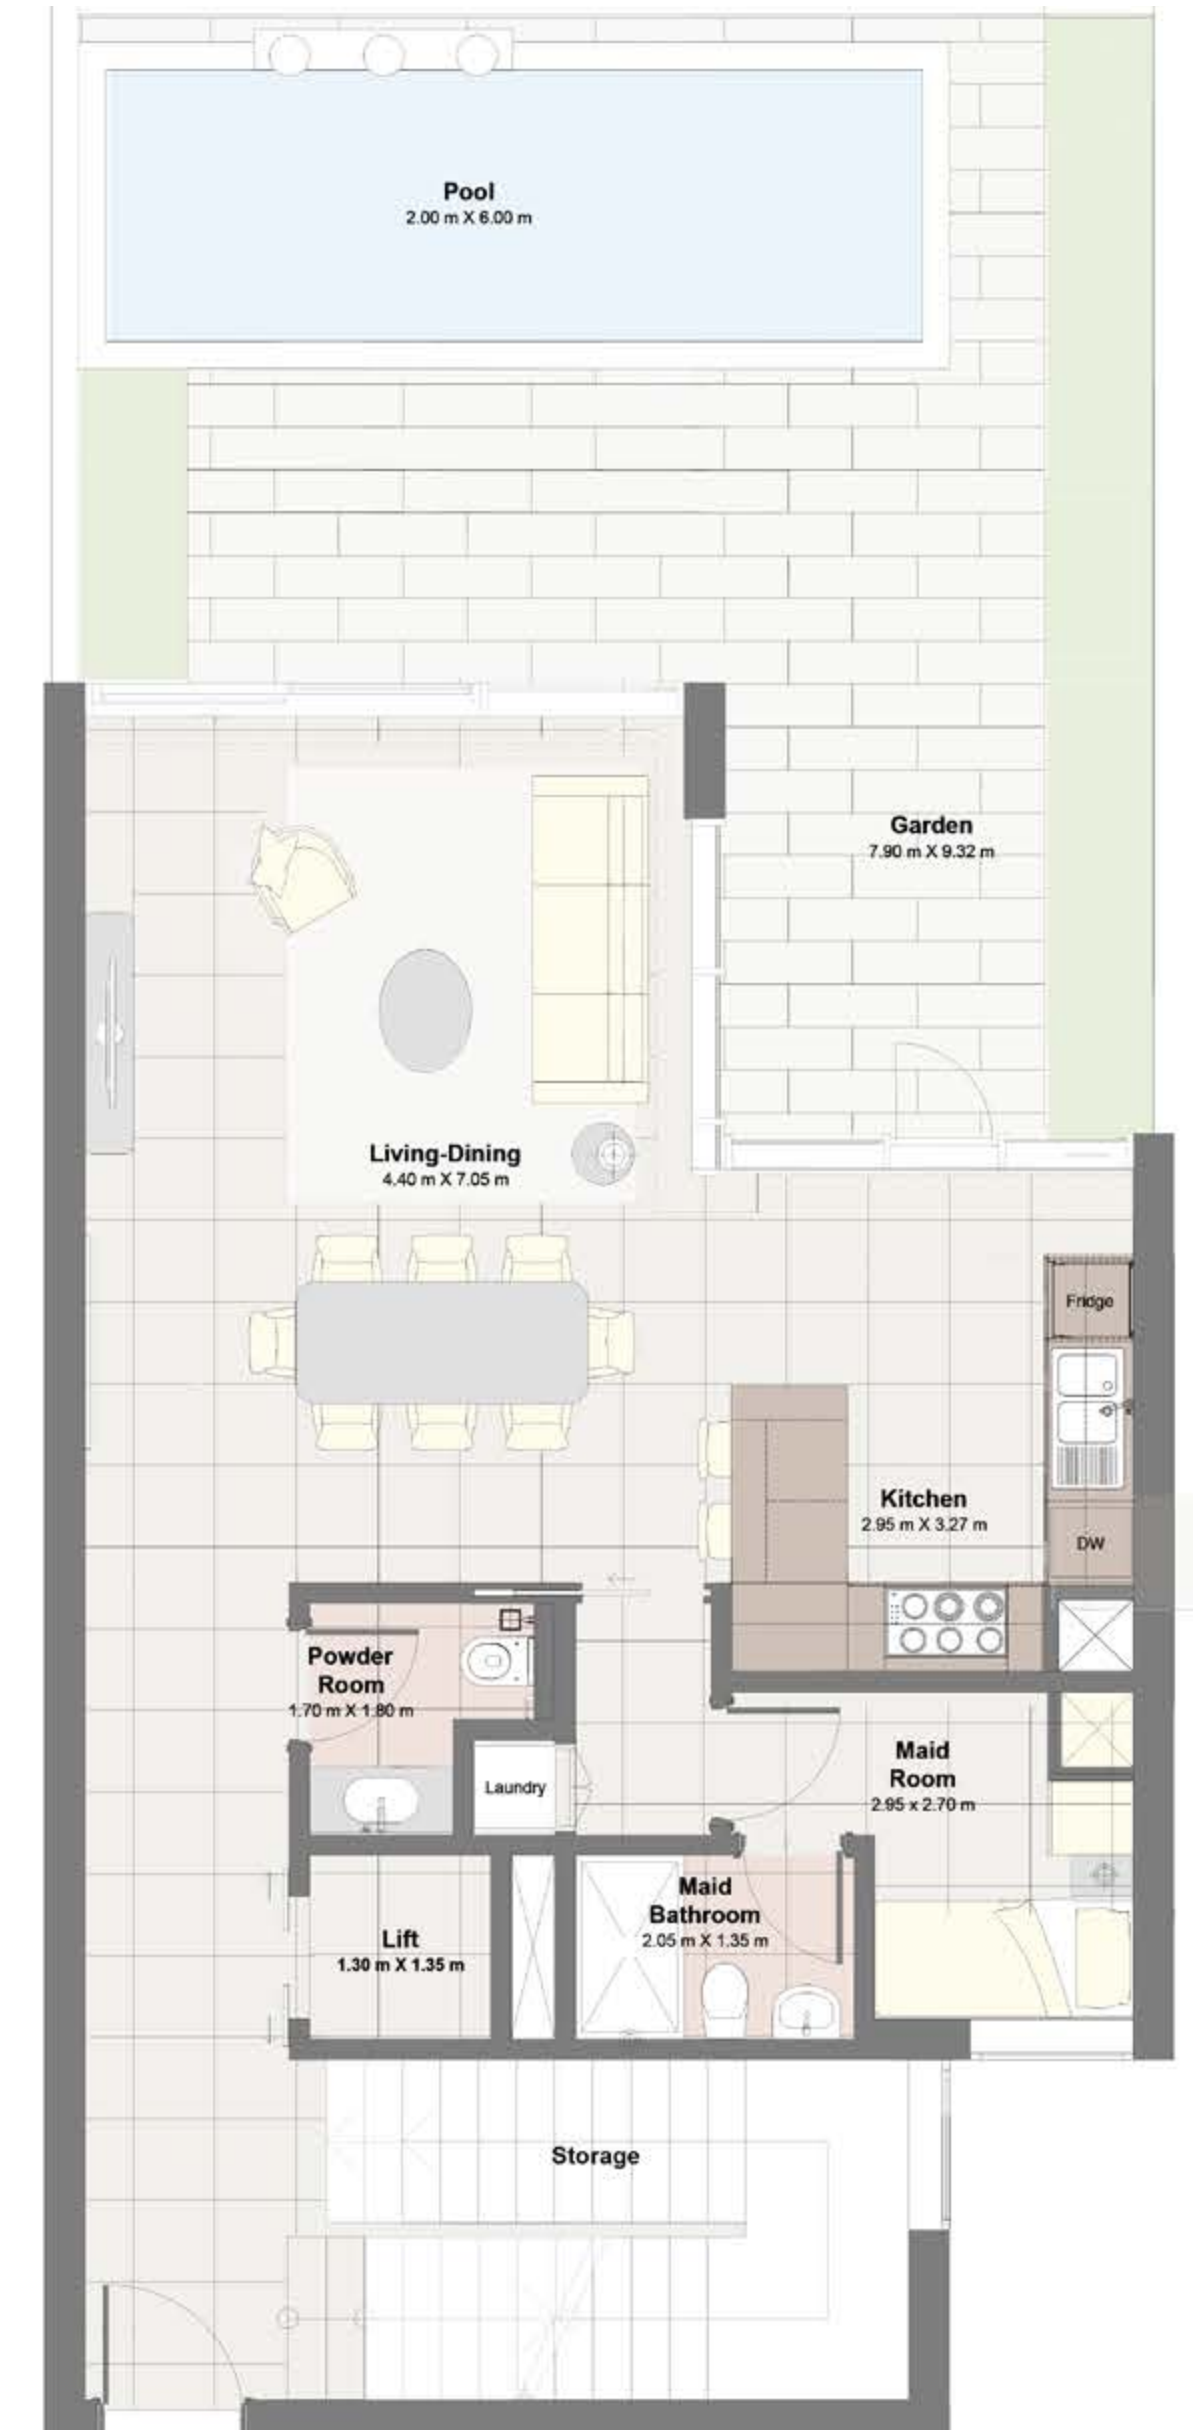 Pool
2.00 m X 6.00 m
Garden
7.90 m X 9.32 m
Living-Dining
4.40 m X 7.05 m
Fridge
Kitchen
2.95 m X 3.27 m
DW
Powder
Room
1.70 m X 1.80 m
Laundry
Maid
Room
2.95 x 2.70 m
Maid
Bathroom
2.05 m X 1.35 m
Lift
1.30 m X 1.35 m
Storage